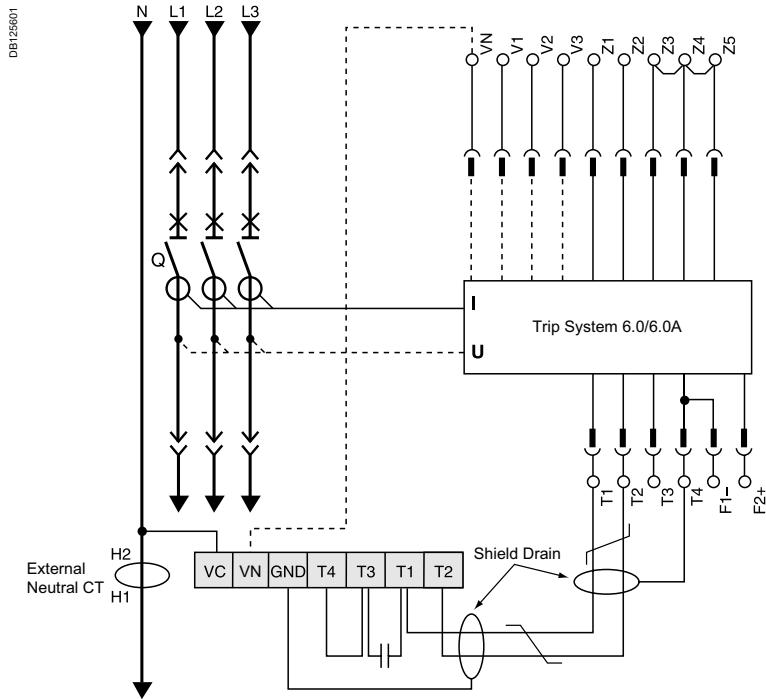 DB125601
N L1 L2 L3
VN V1 V2 V3 Z1 Z2 Z3 Z4 Z5
Q
I
Trip System 6.0/6.0A
U
T1 T2 T3 T4 F1– F2+
H2
External
Neutral CT
H1
VC VN GND T4 T3 T1 T2
Shield Drain